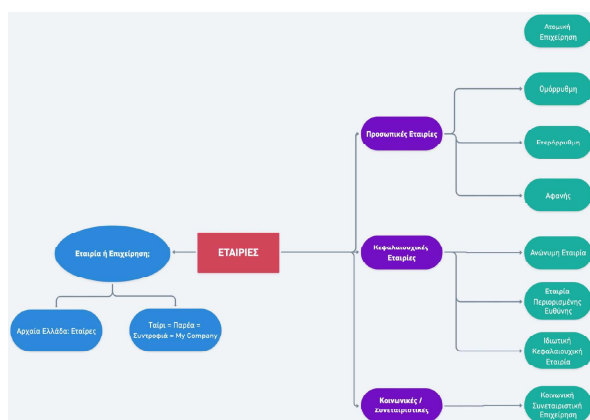 Ατομική
Επιχείρηση
Ομόρρυθμη
Προσωπικές Εταιρίες
Ετερόρρυθμη
Αφανής
Εταιρία ή Επιχείρηση;
ΕΤΑΙΡΙΕΣ
Κεφαλαιουχικές
Εταιρίες
Ανώνυμη Εταιρία
Εταιρία
Περιορισμένης
Ευθύνης
Αρχαία Ελλάδα: Εταίρες
Ταίρι = Παρέα =
Συντροφιά = My Company
Ιδιωτική
Κεφαλαιουχική
Εταιρία
Κοινωνικές /
Συνεταιριστικές
Κοινωνική
Συνεταιριστική
Επιχείρηση